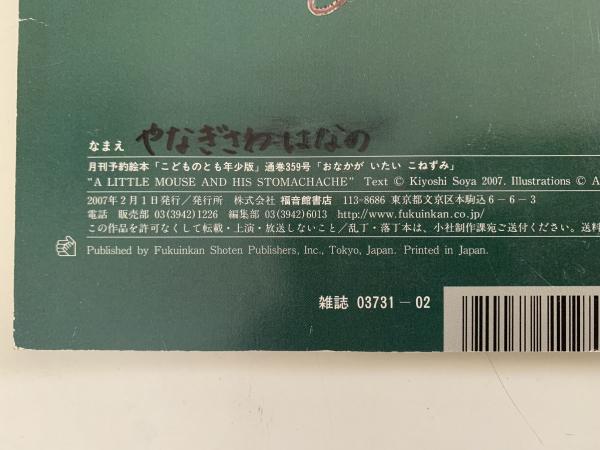 なまえ やなぎさわ はなの
月刊予約絵本「こどものとも年少版」通巻359号「おなかが いたい こねずみ」
"A LITTLE MOUSE AND HIS STOMACHACHE" Text © Kiyoshi Soya 2007. Illustrations © A
2007年2月1日発行／発行所 株式会社 福音館書店 113-8686 東京都文京区本駒込6-6-3
電話 販売部 03(3942)1226 編集部 03(3942)6013 http://www.fukuinkan.co.jp/
この作品を許可なくして転載・上演・放送しないこと／乱丁・落丁本は、小社制作課宛ご送付ください。送料
Published by Fukuinkan Shoten Publishers, Inc., Tokyo, Japan. Printed in Japan.
雑誌 03731-02